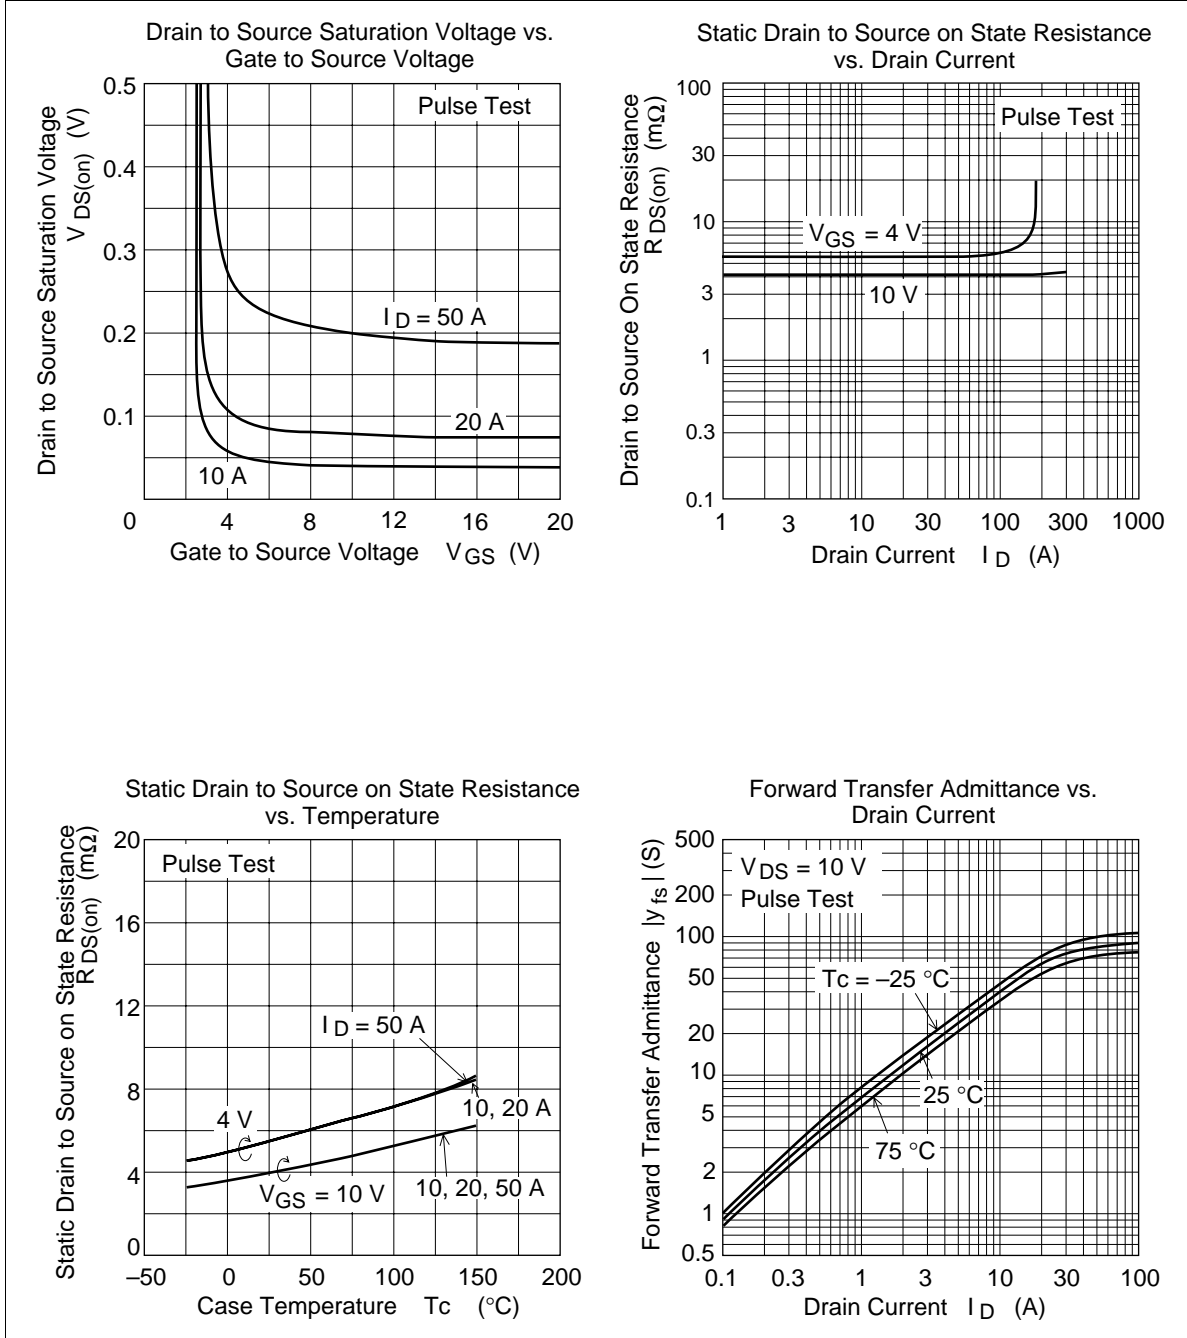 Drain to Source Saturation Voltage vs.
Gate to Source Voltage
Drain to Source Saturation Voltage
V DS(on) (V)
0.5
0.4
0.3
0.2
0.1
0
Pulse Test
I D = 50 A
20 A
10 A
4
8
12
16
20
Gate to Source Voltage V GS (V)
Static Drain to Source on State Resistance
vs. Drain Current
Drain to Source On State Resistance
R DS(on) (mΩ)
100
30
10
3
1
0.3
0.1
Pulse Test
V GS = 4 V
10 V
1
3
10
30
100
300
1000
Drain Current I D (A)
Static Drain to Source on State Resistance
vs. Temperature
Static Drain to Source on State Resistance
R DS(on) (mΩ)
20
16
12
8
4
0
Pulse Test
I D = 50 A
10, 20 A
4 V
V GS = 10 V
10, 20, 50 A
–50
0
50
100
150
200
Case Temperature Tc (°C)
Forward Transfer Admittance vs.
Drain Current
Forward Transfer Admittance |y fs | (S)
500
200
100
50
20
10
5
2
1
0.5
V DS = 10 V
Pulse Test
Tc = –25 °C
25 °C
75 °C
0.1
0.3
1
3
10
30
100
Drain Current I D (A)